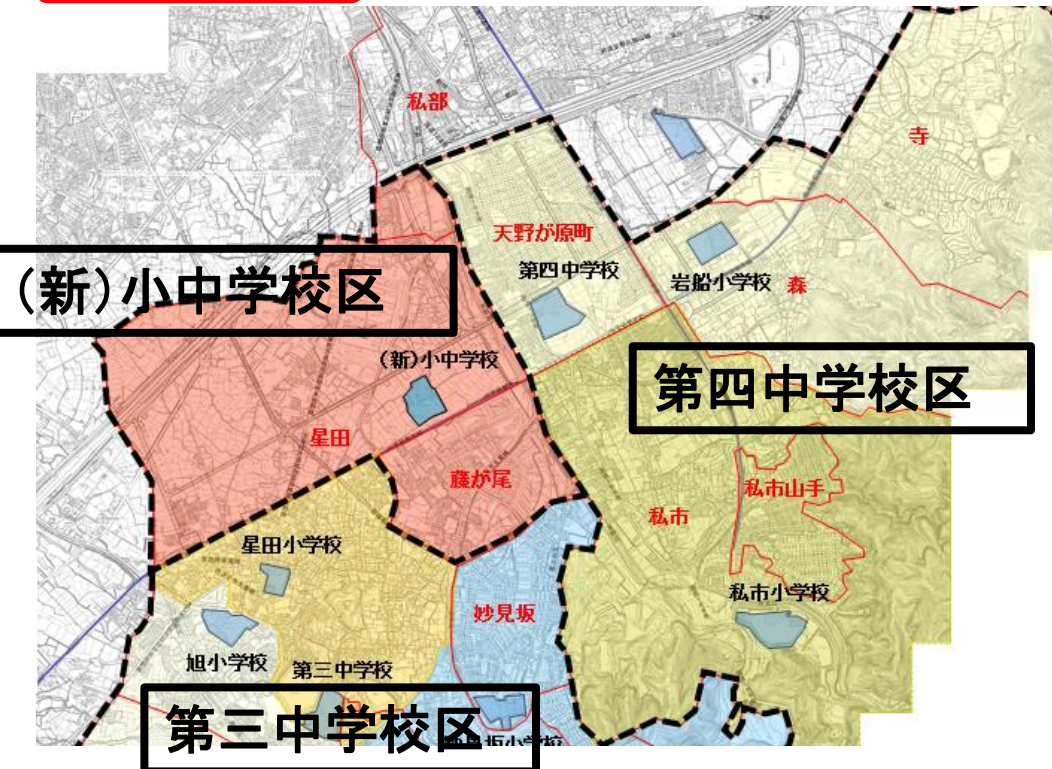 私部
寺
天野が原町
第四中学校
岩船小学校
森
(新)小中学校区
(新)小中学校
第四中学校区
星田
藤が尾
私市山手
私市
星田小学校
私市小学校
妙見坂
旭小学校
第三中学校
第三中学校区